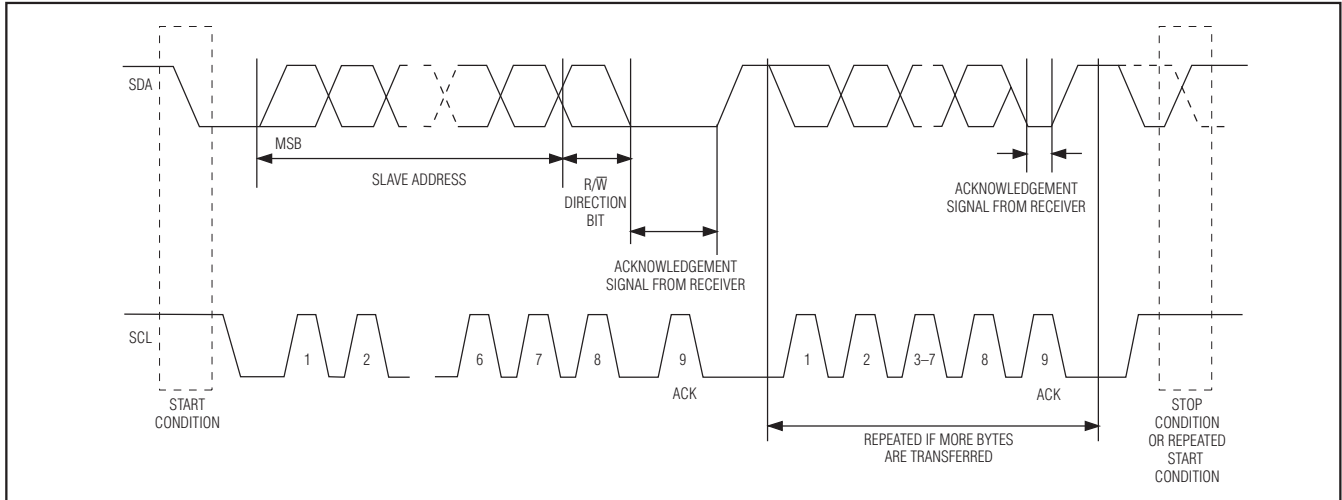 SDA
MSB
SLAVE ADDRESS
R/W̅
DIRECTION
BIT
ACKNOWLEDGEMENT
SIGNAL FROM RECEIVER
ACKNOWLEDGEMENT
SIGNAL FROM RECEIVER
SCL
1
2
6
7
8
9
ACK
1
2
3–7
8
9
ACK
START
CONDITION
REPEATED IF MORE BYTES
ARE TRANSFERRED
STOP
CONDITION
OR REPEATED
START
CONDITION